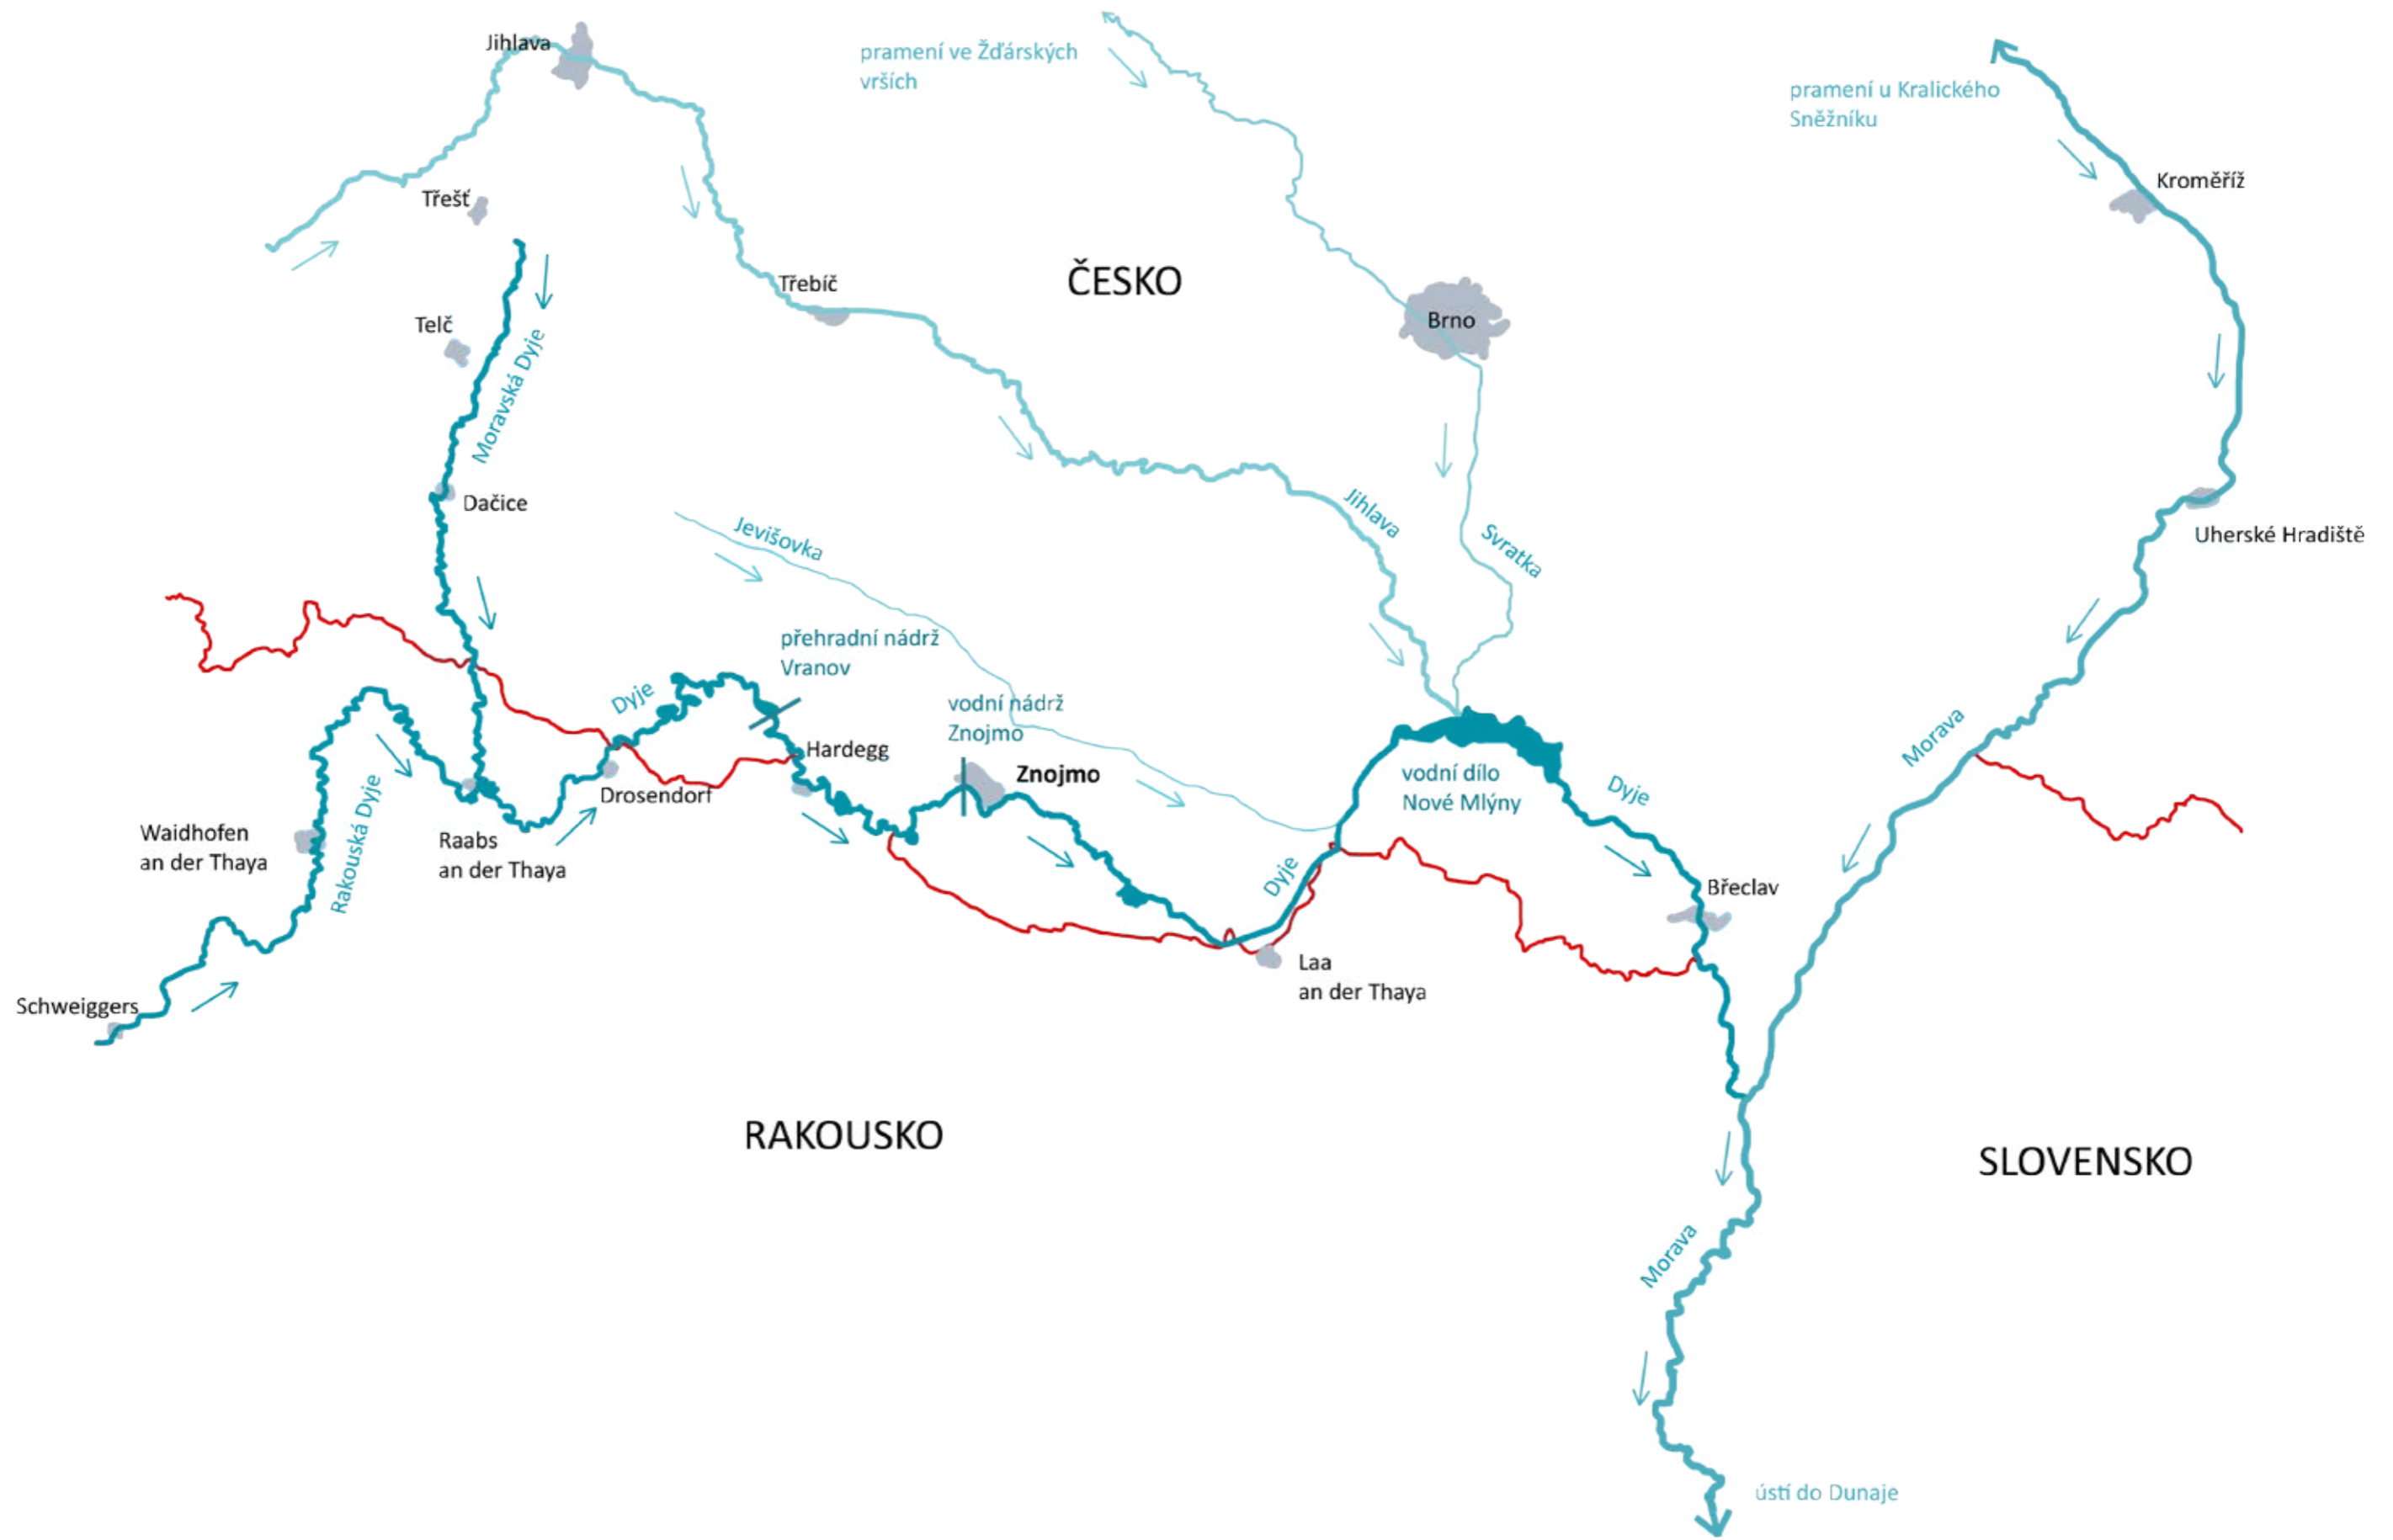 Jihlava
pramení ve Žďárských
vrších
pramení u Kralického
Sněžníku
Kroměříž
Třešť
Třebíč
ČESKO
Telč
Brno
Moravská Dyje
Dačice
Jevišovka
Jihlava
Svratka
Uherské Hradiště
přehradní nádrž
Vranov
Dyje
vodní nádrž
Znojmo
Hardegg
Znojmo
Morava
vodní dílo
Nové Mlýny
Dyje
Drosendorf
Waidhofen
an der Thaya
Rakouská Dyje
Raabs
an der Thaya
Dyje
Břeclav
Laa
an der Thaya
Schweiggers
RAKOUSKO
SLOVENSKO
Morava
ústí do Dunaje